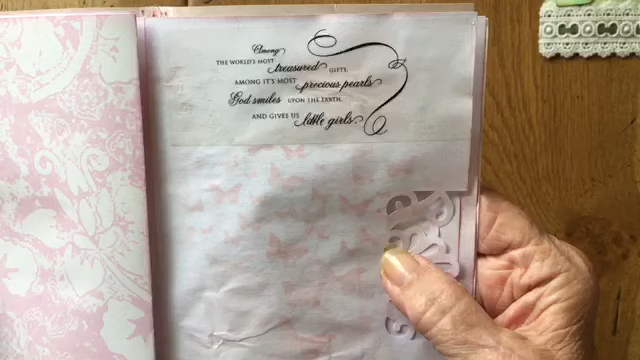 Among
THE WORLD'S MOST treasured GIFTS.
AMONG IT'S MOST precious pearls
God smiles UPON THE EARTH.
AND GIVES US little girls.